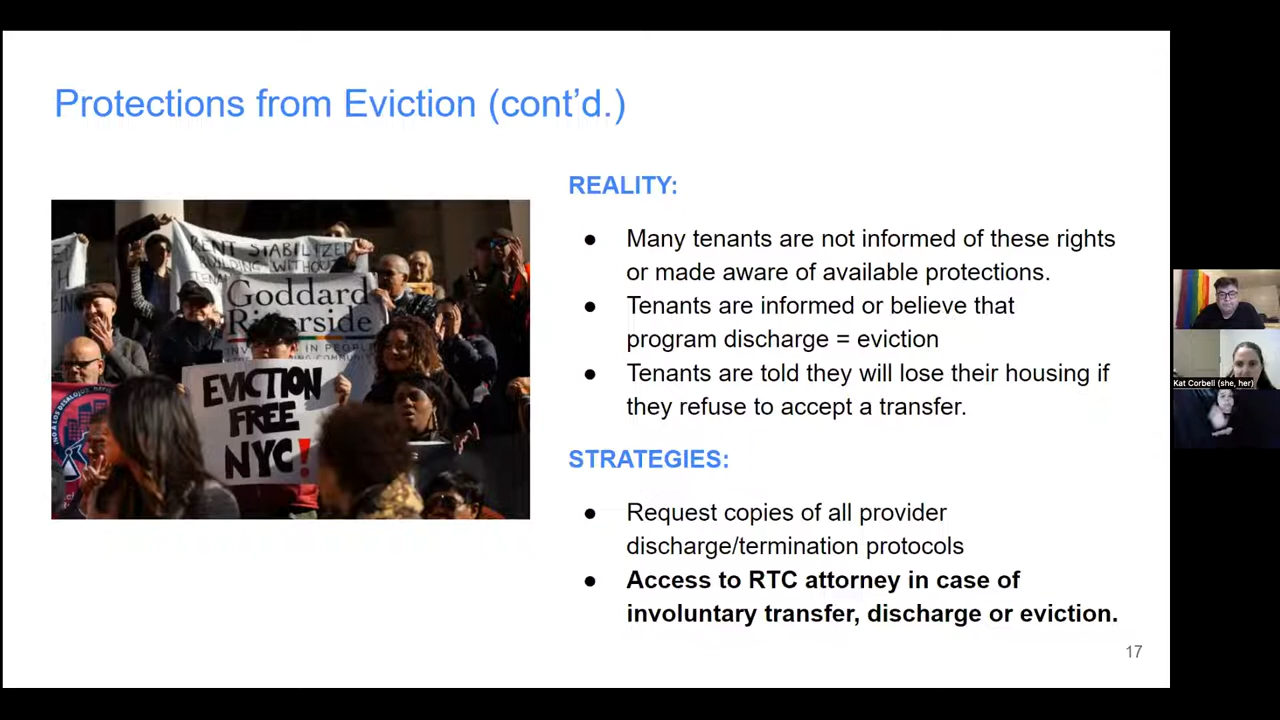 Protections from Eviction (cont’d.)
REALITY:
● Many tenants are not informed of these rights
or made aware of available protections.
● Tenants are informed or believe that
program discharge = eviction
● Tenants are told they will lose their housing if
they refuse to accept a transfer.
STRATEGIES:
● Request copies of all provider
discharge/termination protocols
● Access to RTC attorney in case of
involuntary transfer, discharge or eviction.
17
RENT STABILIZED
BUILDING WITHOUT
Goddard
Riverside
EVICTION
FREE
NYC!
Kat Corbell (she, her)